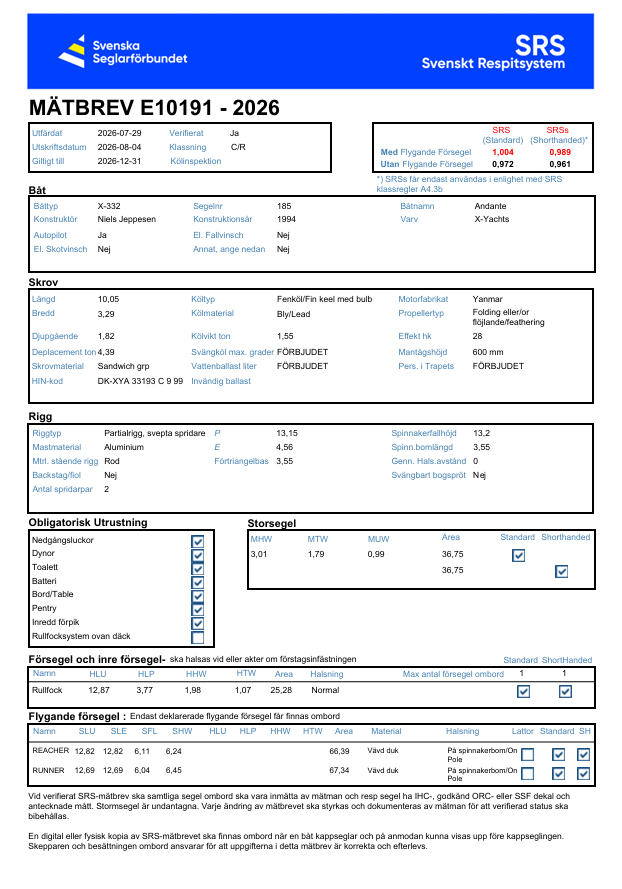 Svenska
Seglarförbundet
SRS
Svenskt Respitsystem
MÄTBREV E10191 - 2026
Utfärdat 2026-07-29 Verifierat Ja
Utskriftsdatum 2026-08-04 Klassning C/R
Giltigt till 2026-12-31 Kölinspektion
SRS SRSs
(Standard) (Shorthanded)*
Med Flygande Försegel 1,004 0,989
Utan Flygande Försegel 0,972 0,961
*) SRSs får endast användas i enlighet med SRS
klassregler A4.3b
Båt
Båttyp X-332 Segelnr 185 Båtnamn Andante
Konstruktör Niels Jeppesen Konstruktionsår 1994 Varv X-Yachts
Autopilot Ja El. Fallvinsch Nej
El. Skotvinsch Nej Annat, ange nedan Nej
Skrov
Längd 10,05 Költyp Fenköl/Fin keel med bulb Motorfabrikat Yanmar
Bredd 3,29 Kölmaterial Bly/Lead Propellertyp Folding eller/or
flöjlande/feathering
Djupgående 1,82 Kölvikt ton 1,55 Effekt hk 28
Deplacement ton 4,39 Svängköl max. grader FÖRBJUDET Mantågshöjd 600 mm
Skrovmaterial Sandwich grp Vattenballast liter FÖRBJUDET Pers. i Trapets FÖRBJUDET
HIN-kod DK-XYA 33193 C 9 99 Invändig ballast
Rigg
Riggtyp Partialrigg, svepta spridare P 13,15 Spinnakerfallhöjd 13,2
Mastmaterial Aluminium E 4,56 Spinn.bomlängd 3,55
Mtrl. stående rigg Rod Förtriangelbas 3,55 Genn. Hals.avstånd 0
Backstag/fiol Nej Svängbart bogspröt Nej
Antal spridarpar 2
Obligatorisk Utrustning
Nedgångsluckor
Dynor
Toalett
Batteri
Bord/Table
Pentry
Inredd förpik
Rullfocksystem ovan däck
Storsegel
MHW MTW MUW Area Standard Shorthanded
3,01 1,79 0,99 36,75
36,75
Försegel och inre försegel- ska halsas vid eller akter om förstagsinfästningen Standard ShortHanded
Namn HLU HLP HHW HTW Area Halsning Max antal försegel ombord 1 1
Rullfock 12,87 3,77 1,98 1,07 25,28 Normal
Flygande försegel : Endast deklarerade flygande försegel får finnas ombord
Namn SLU SLE SFL SHW HLU HLP HHW HTW Area Material Halsning Lattor Standard SH
REACHER 12,82 12,82 6,11 6,24 66,39 Vävd duk På spinnakerbom/On
Pole
RUNNER 12,69 12,69 6,04 6,45 67,34 Vävd duk På spinnakerbom/On
Pole
Vid verifierat SRS-mätbrev ska samtliga segel ombord ska vara inmätta av mätman och resp segel ha IHC-, godkänd ORC- eller SSF dekal och
antecknade mått. Stormsegel är undantagna. Varje ändring av mätbrevet ska styrkas och dokumenteras av mätman för att verifierad status ska
bibehållas.
En digital eller fysisk kopia av SRS-mätbrevet ska finnas ombord när en båt kappseglar och på anmodan kunna visas upp före kappseglingen.
Skepparen och besättningen ombord ansvarar för att uppgifterna i detta mätbrev är korrekta och efterlevs.